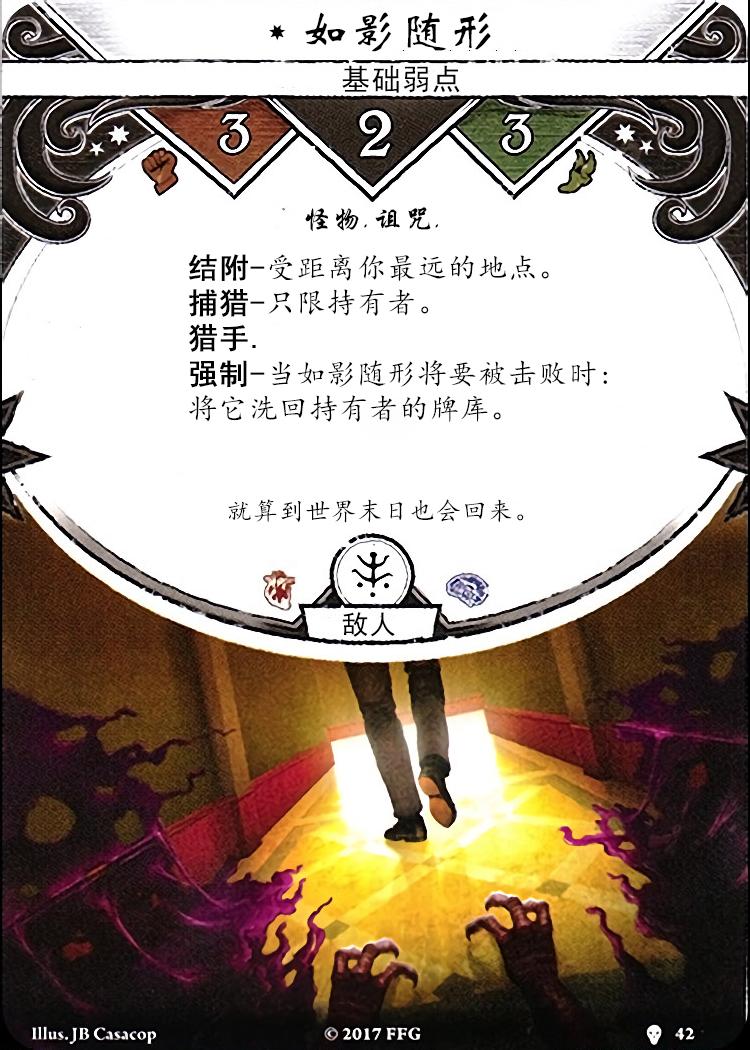 如影随形
基础弱点
3 2 3
怪物.诅咒.
结附-受距离你最远的地点。
捕猎-只限持有者。
猎手.
强制-当如影随形将要被击败时:
将它洗回持有者的牌库。
就算到世界末日也会回来。
敌人
Illus. JB Casacop © 2017 FFG 42